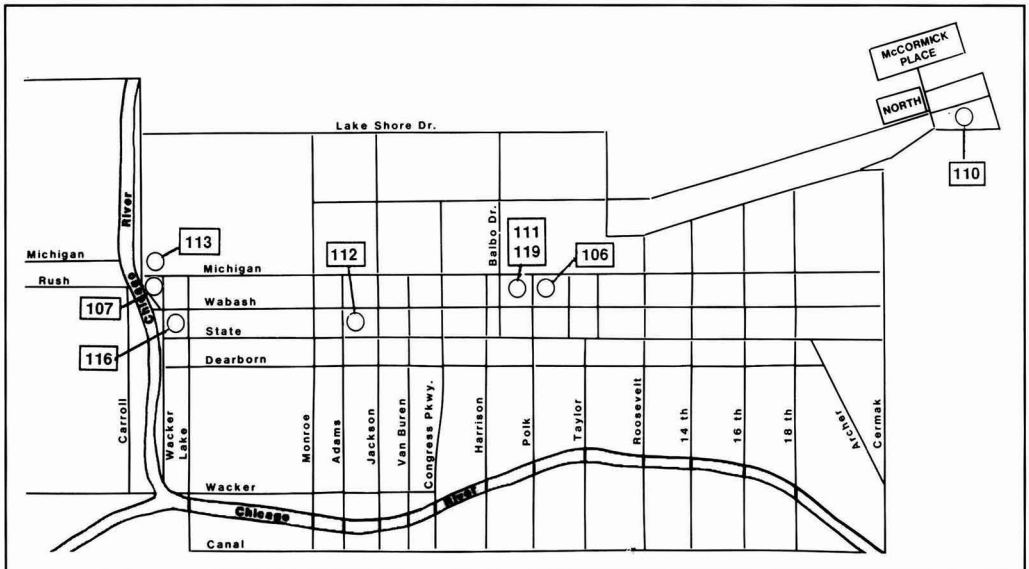 McCORMICK
PLACE
NORTH
110
Lake Shore Dr.
River
Michigan
Rush
113
107
Chicago
116
Michigan
Wabash
State
Dearborn
112
Balbo Dr.
111
119
106
Carroll
Wacker
Lake
Monroe
Adams
Jackson
Van Buren
Congress Pkwy.
Harrison
Polk
Taylor
Roosevelt
14 th
16 th
18 th
Archer
Cermak
Wacker
Chicago
River
Canal